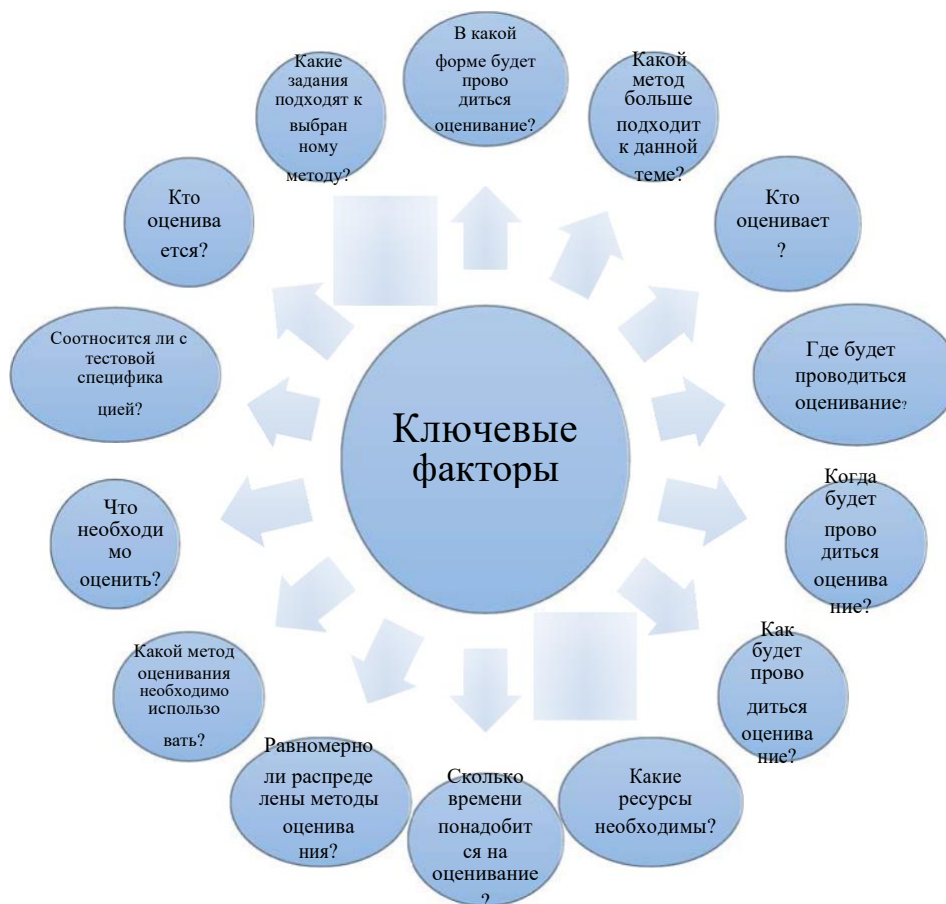 В какой
форме будет
прово
диться
оценивание?
Какой
метод
больше
подходит
к данной
теме?
Кто
оценивает
?
Где будет
проводиться
оценивание?
Когда
будет
прово
диться
оценива
ние?
Как
будет
прово
диться
оценива
ние?
Какие
ресурсы
необходимы?
Сколько
времени
понадобит
ся на
оценивание
?
Равномерно
ли распреде
лены методы
оценива
ния?
Какой метод
оценивания
необходимо
использо
вать?
Что
необходи
мо
оценить?
Соотносится ли с
тестовой
специфика
цией?
Кто
оценива
ется?
Какие
задания
подходят к
выбран
ному
методу?
Ключевые
факторы